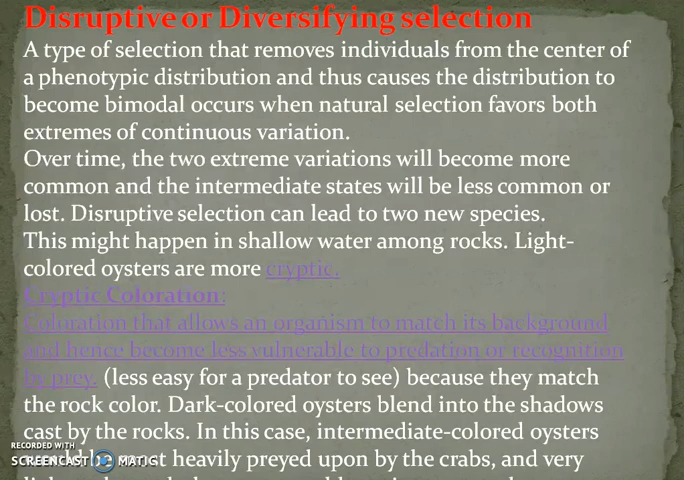 Disruptive or Diversifying selection
A type of selection that removes individuals from the center of
a phenotypic distribution and thus causes the distribution to
become bimodal occurs when natural selection favors both
extremes of continuous variation.
Over time, the two extreme variations will become more
common and the intermediate states will be less common or
lost. Disruptive selection can lead to two new species.
This might happen in shallow water among rocks. Light-
colored oysters are more cryptic.
Cryptic Coloration:
Coloration that allows an organism to match its background
and hence become less vulnerable to predation or recognition
by prey. (less easy for a predator to see) because they match
the rock color. Dark-colored oysters blend into the shadows
cast by the rocks. In this case, intermediate-colored oysters
heavily preyed upon by the crabs, and very
RECORDED WITH
SCREENCAST MATIC